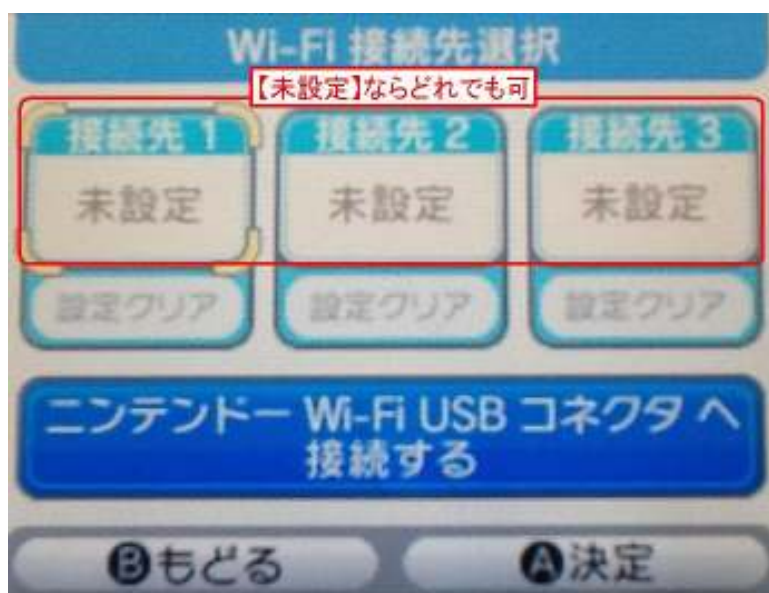 Wi-Fi 接続先選択
【未設定】ならどれでも可
接続先 1
接続先 2
接続先 3
未設定
未設定
未設定
設定クリア
設定クリア
設定クリア
ニンテンドー Wi-Fi USB コネクタ へ
接続する
Ⓑもどる
Ⓐ決定